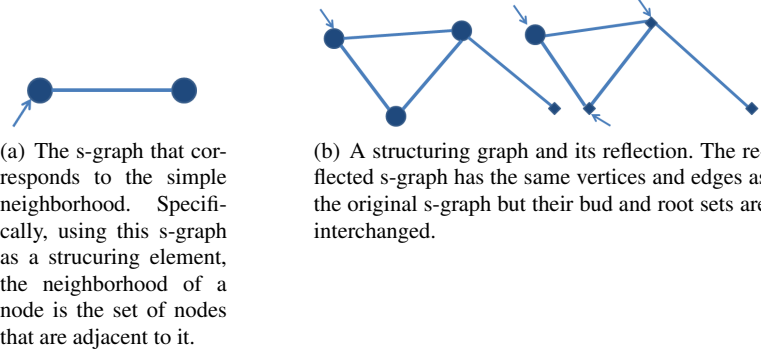 (a) The s-graph that cor-
responds to the simple
neighborhood. Specifi-
cally, using this s-graph
as a strucuring element,
the neighborhood of a
node is the set of nodes
that are adjacent to it.
(b) A structuring graph and its reflection. The re-
flected s-graph has the same vertices and edges as
the original s-graph but their bud and root sets are
interchanged.